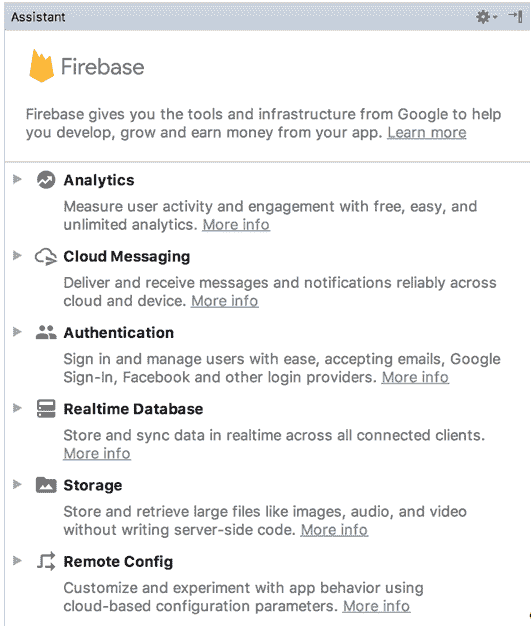 Assistant
Firebase
Firebase gives you the tools and infrastructure from Google to help
you develop, grow and earn money from your app. Learn more
Analytics
Measure user activity and engagement with free, easy, and
unlimited analytics. More info
Cloud Messaging
Deliver and receive messages and notifications reliably across
cloud and device. More info
Authentication
Sign in and manage users with ease, accepting emails, Google
Sign-In, Facebook and other login providers. More info
Realtime Database
Store and sync data in realtime across all connected clients.
More info
Storage
Store and retrieve large files like images, audio, and video
without writing server-side code. More info
Remote Config
Customize and experiment with app behavior using
cloud-based configuration parameters. More info